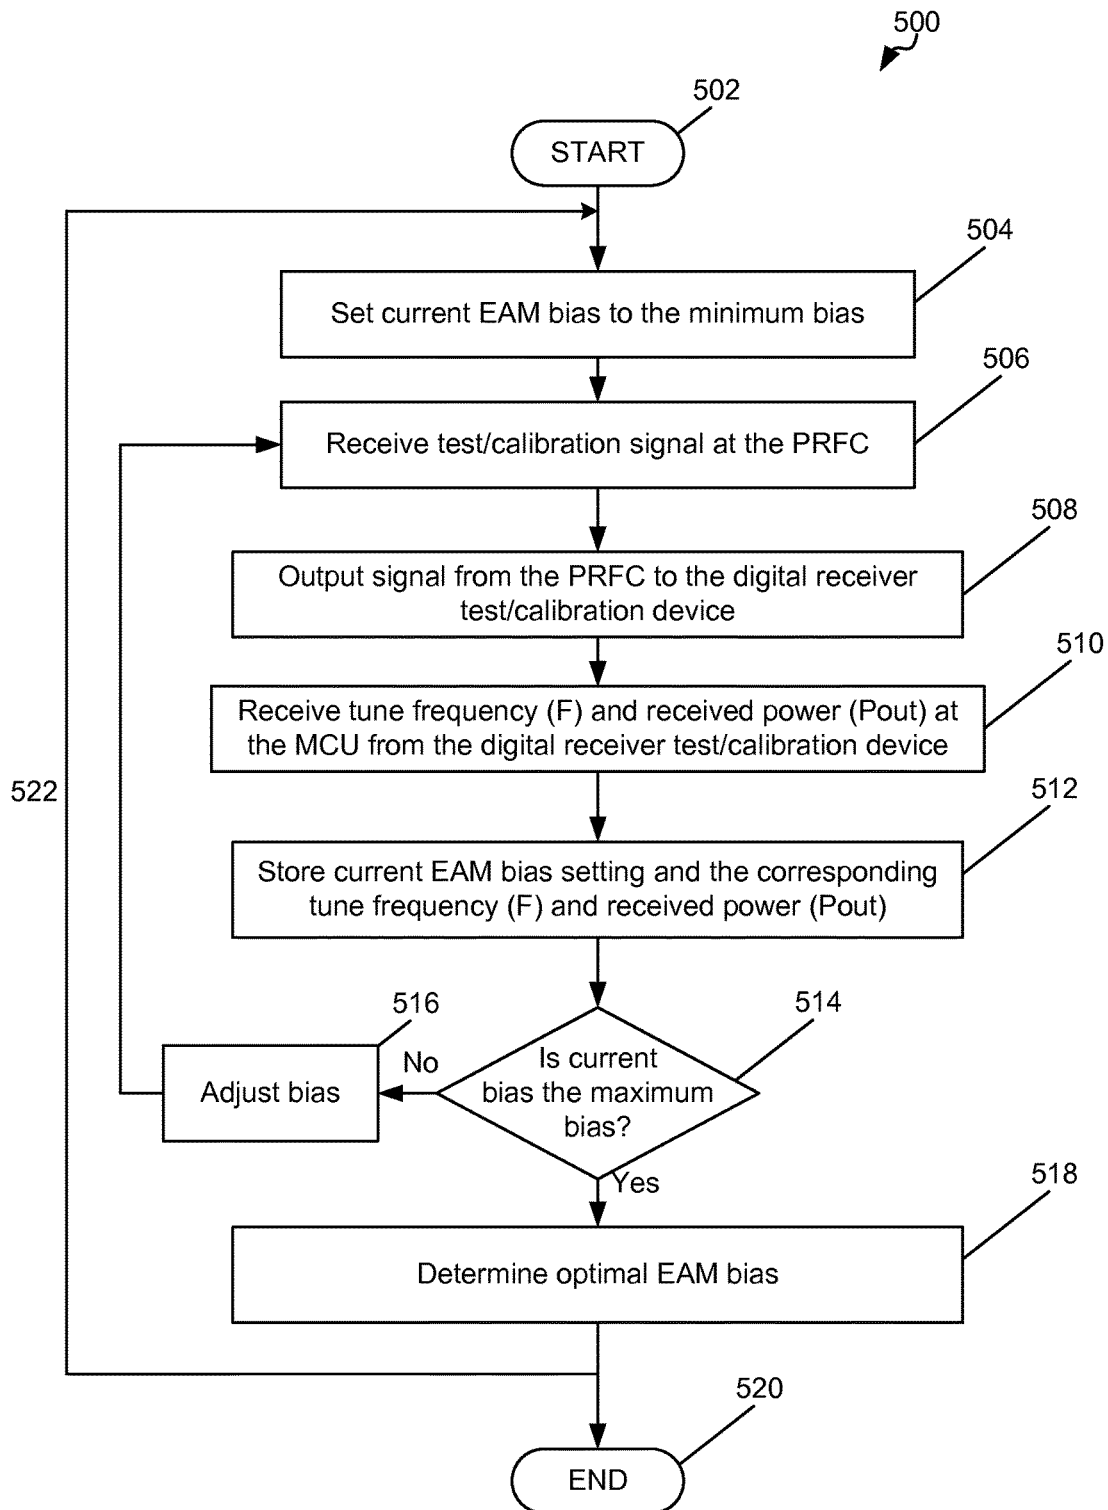 500
502
START
504
Set current EAM bias to the minimum bias
506
Receive test/calibration signal at the PRFC
508
Output signal from the PRFC to the digital receiver
test/calibration device
510
Receive tune frequency (F) and received power (Pout) at
the MCU from the digital receiver test/calibration device
522
512
Store current EAM bias setting and the corresponding
tune frequency (F) and received power (Pout)
516
514
No
Adjust bias
Is current
bias the maximum
bias?
Yes
518
Determine optimal EAM bias
520
END